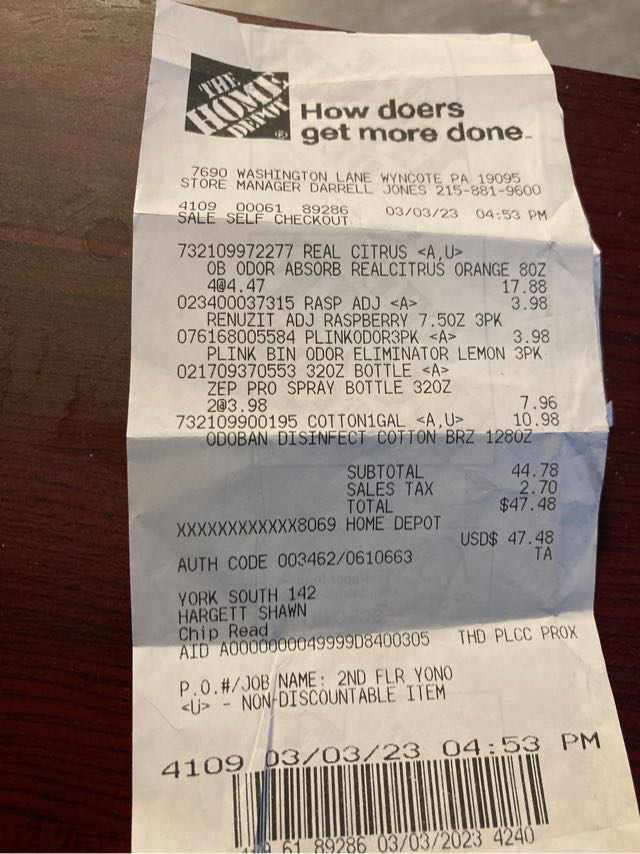 THE
HOME
DEPOT®
How doers
get more done™
7690 WASHINGTON LANE WYNCOTE PA 19095
STORE MANAGER DARRELL JONES 215-881-9600
4109 00061 89286 03/03/23 04:53 PM
SALE SELF CHECKOUT
732109972277 REAL CITRUS <A,U>
OB ODOR ABSORB REALCITRUS ORANGE 8OZ
4@4.47 17.88
023400037315 RASP ADJ <A> 3.98
RENUZIT ADJ RASPBERRY 7.5OZ 3PK
076168005584 PLINKODOR3PK <A> 3.98
PLINK BIN ODOR ELIMINATOR LEMON 3PK
021709370553 32OZ BOTTLE <A>
ZEP PRO SPRAY BOTTLE 32OZ
2@3.98 7.96
732109900195 COTTON1GAL <A,U> 10.98
ODOBAN DISINFECT COTTON BRZ 128OZ
SUBTOTAL 44.78
SALES TAX 2.70
TOTAL $47.48
XXXXXXXXXXXX8069 HOME DEPOT
USD$ 47.48
AUTH CODE 003462/0610663 TA
YORK SOUTH 142
HARGETT SHAWN
Chip Read
AID A0000000049999D8400305 THD PLCC PROX
P.O.#/JOB NAME: 2ND FLR YONO
<U> - NON-DISCOUNTABLE ITEM
4109 03/03/23 04:53 PM
4109 61 89286 03/03/2023 4240